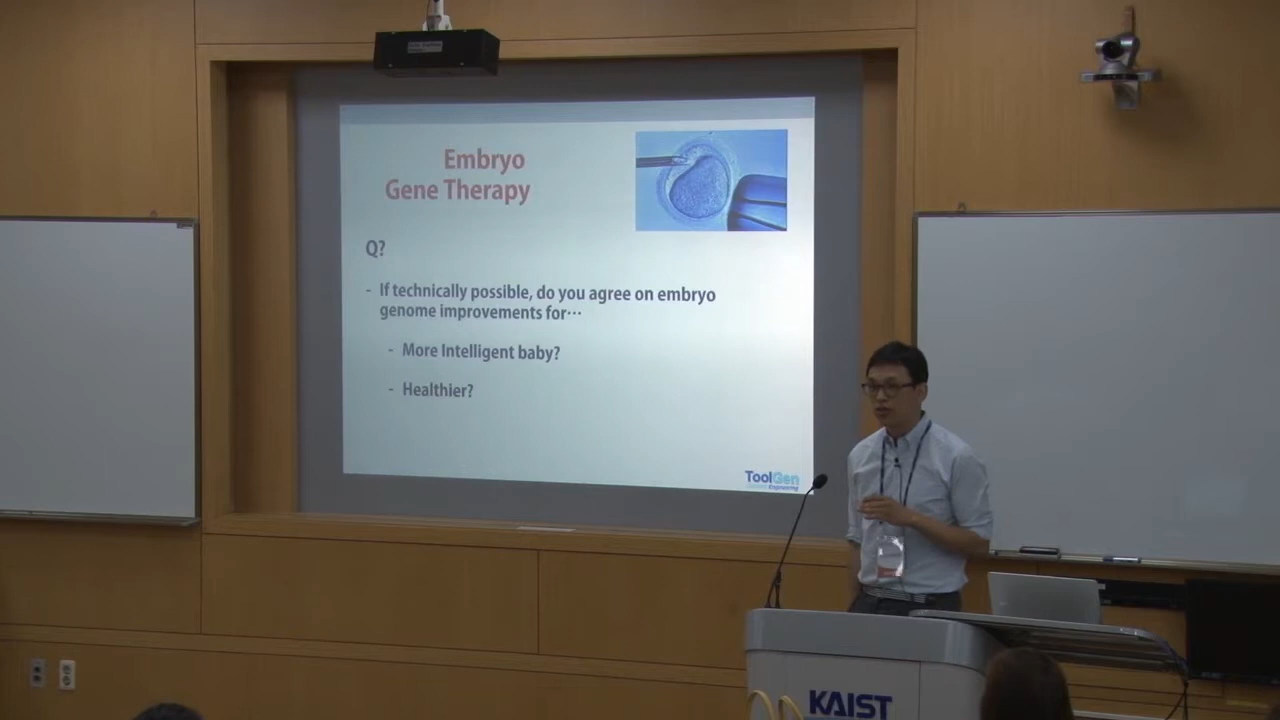 Embryo
Gene Therapy
Q?
- If technically possible, do you agree on embryo
genome improvements for···
- More Intelligent baby?
- Healthier?
ToolGen
Engineering
KAIST